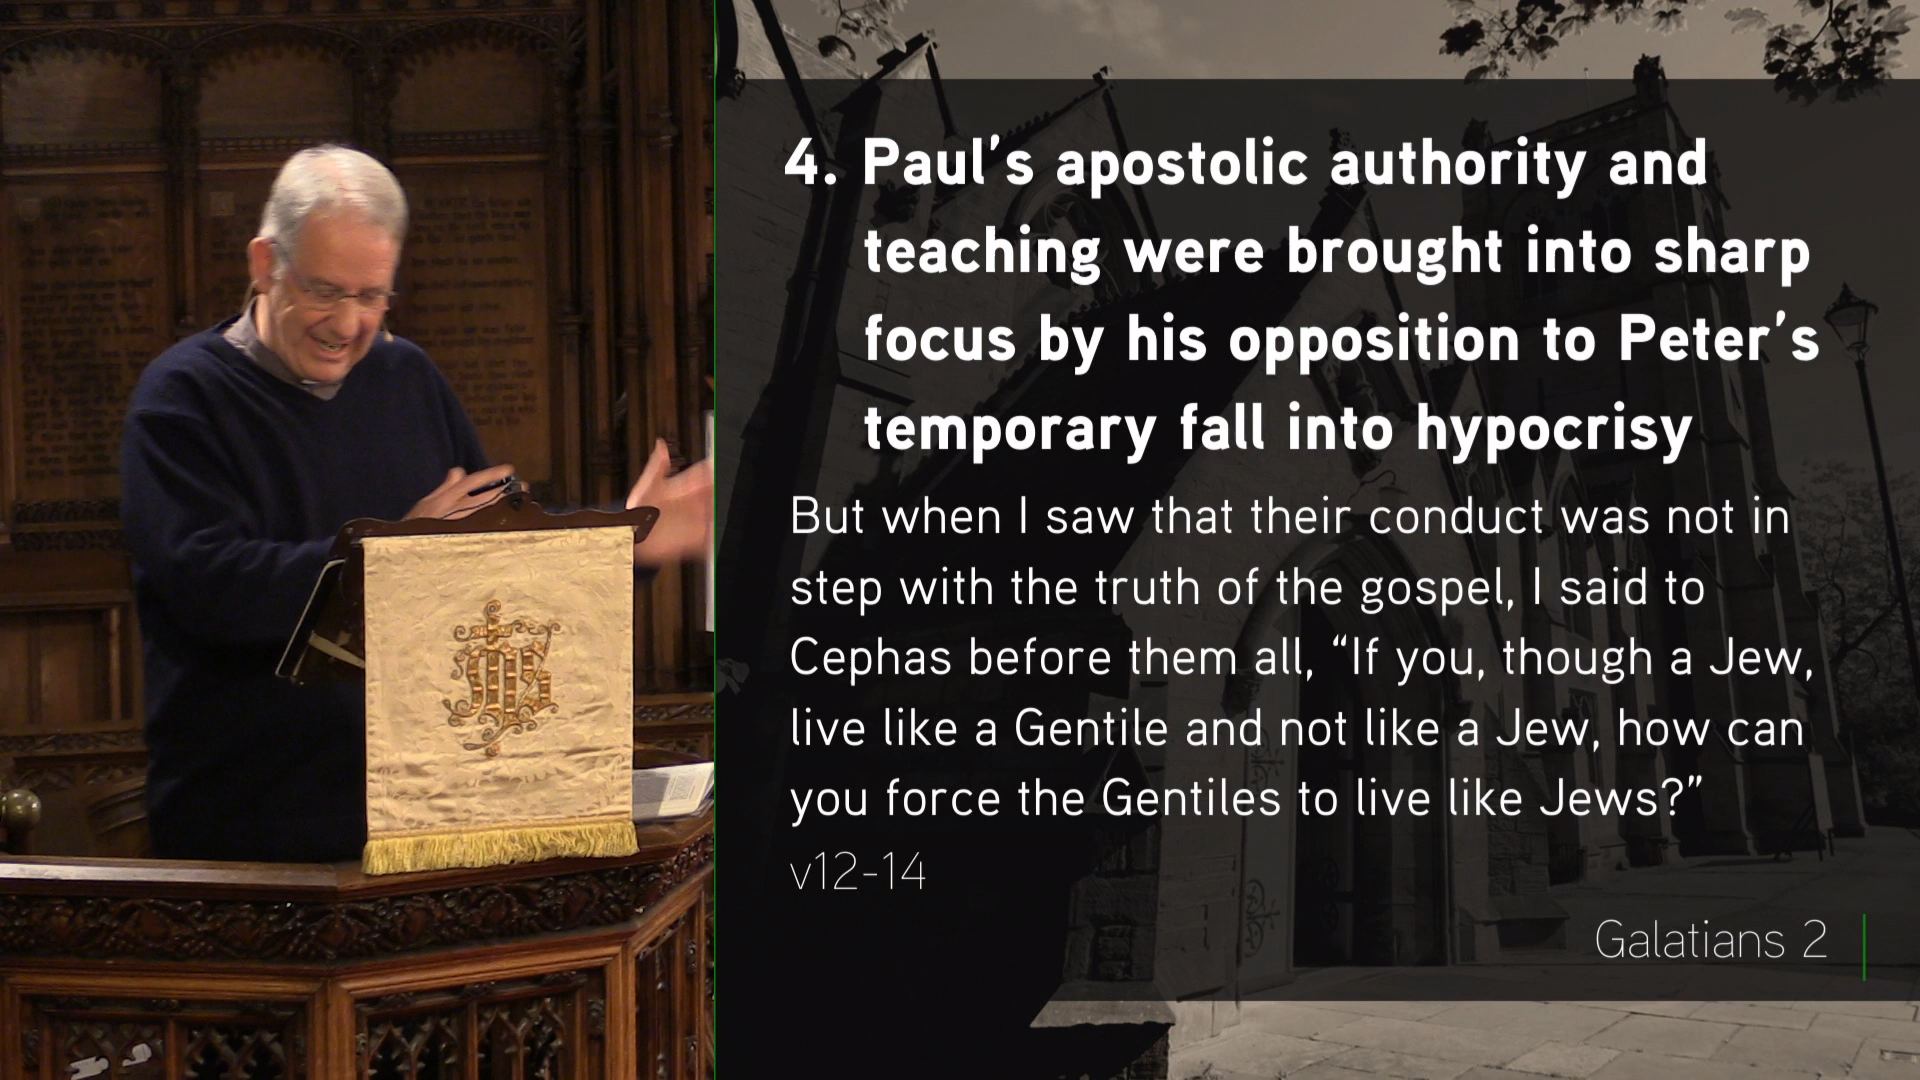 4. Paul's apostolic authority and
teaching were brought into sharp
focus by his opposition to Peter's
temporary fall into hypocrisy
But when I saw that their conduct was not in
step with the truth of the gospel, I said to
Cephas before them all, “If you, though a Jew,
live like a Gentile and not like a Jew, how can
you force the Gentiles to live like Jews?”
v12-14
Galatians 2